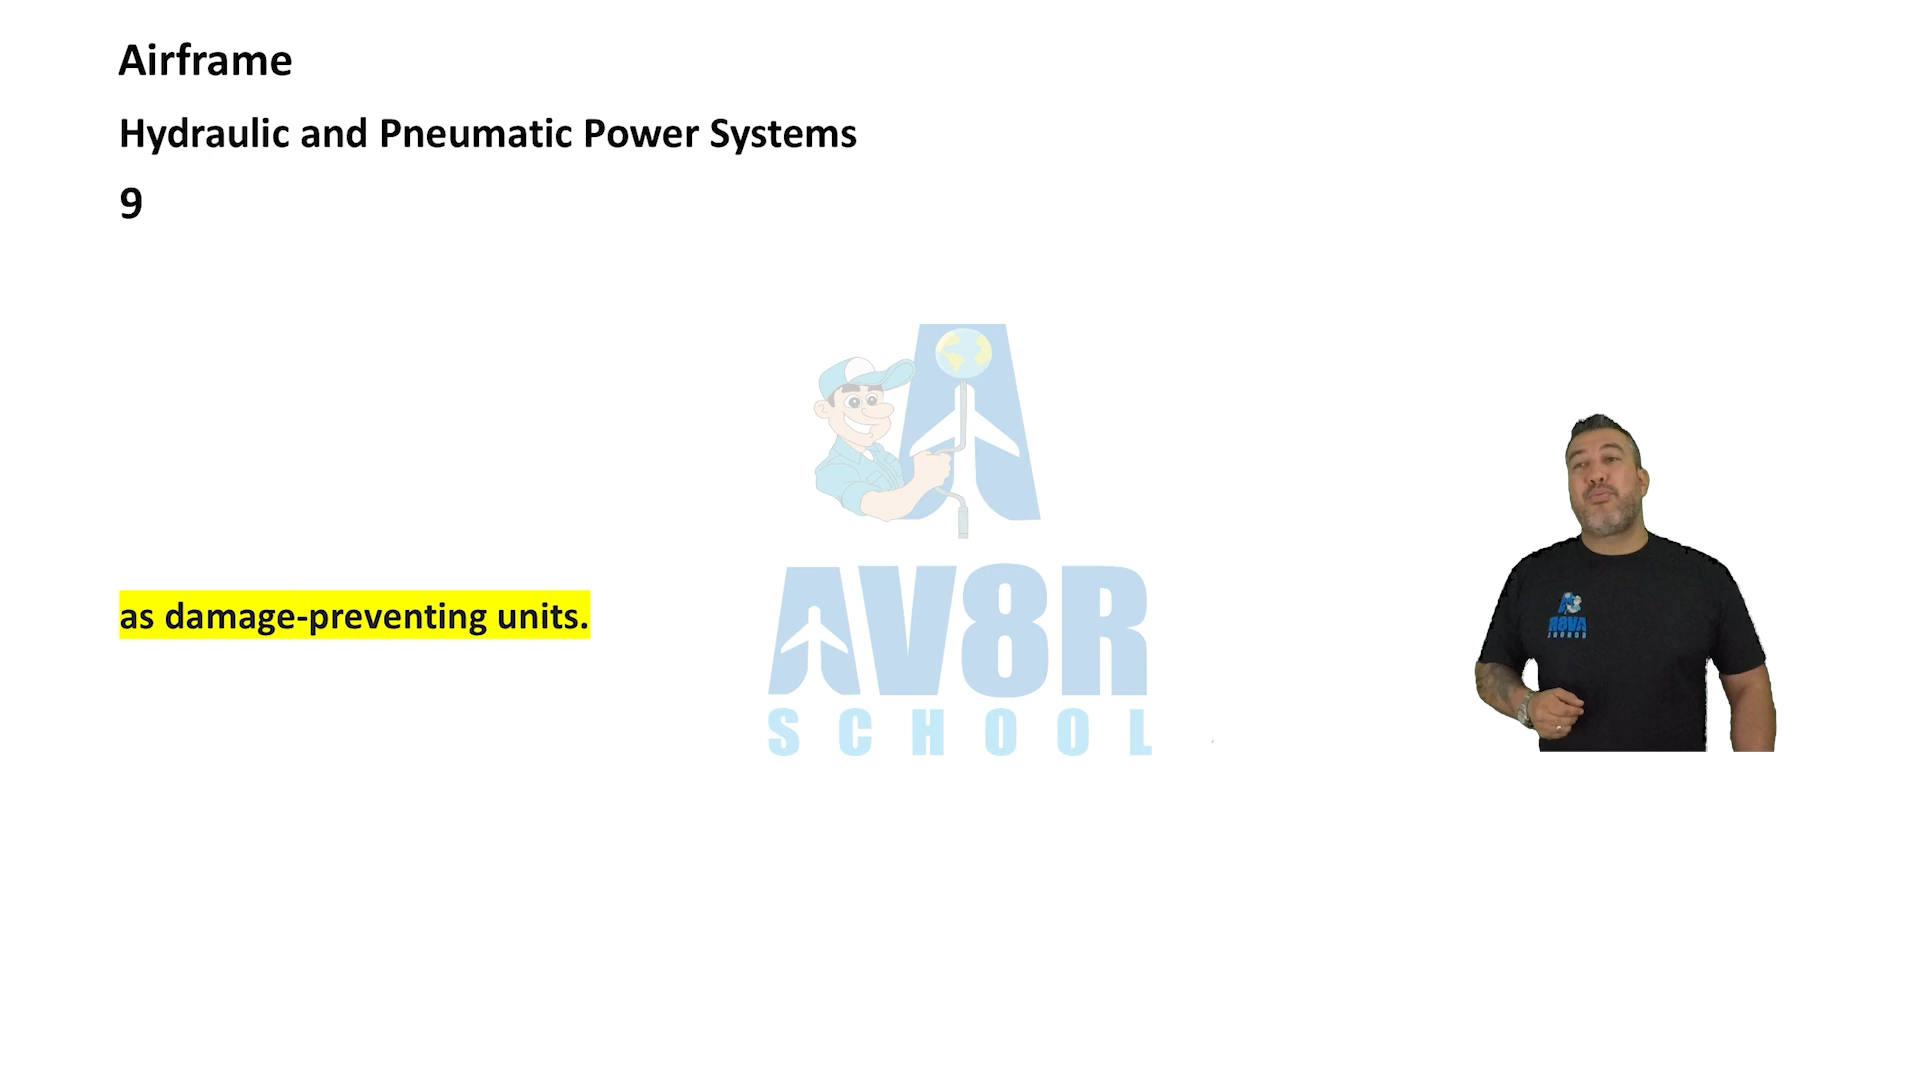 Airframe
Hydraulic and Pneumatic Power Systems
9
as damage-preventing units.
AV8R
SCHOOL